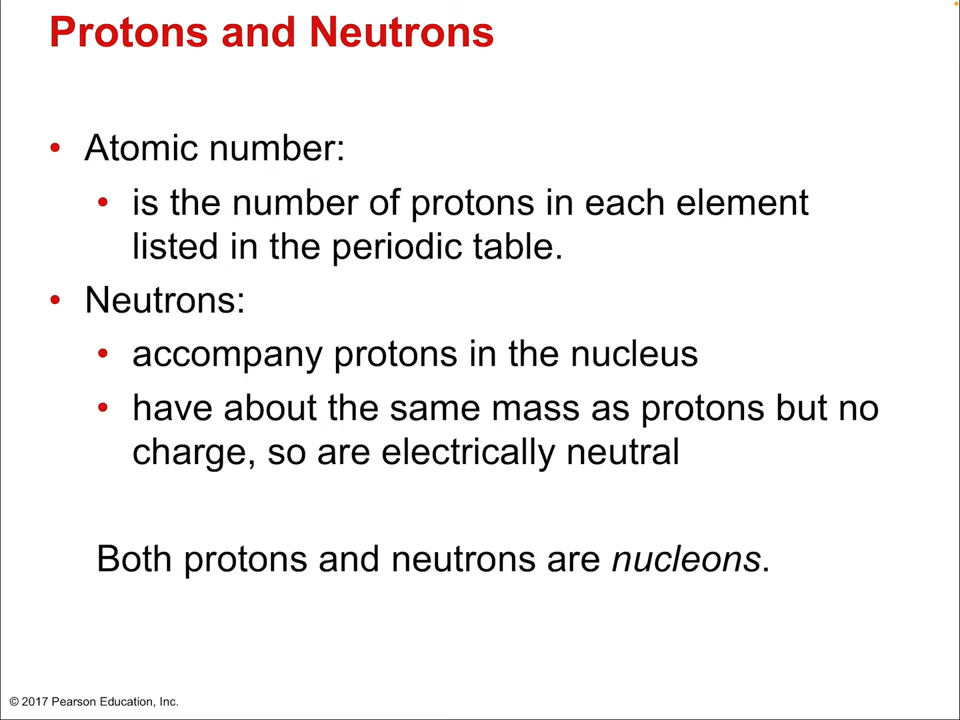 Protons and Neutrons
• Atomic number:
• is the number of protons in each element
listed in the periodic table.
• Neutrons:
• accompany protons in the nucleus
• have about the same mass as protons but no
charge, so are electrically neutral
Both protons and neutrons are nucleons.
© 2017 Pearson Education, Inc.